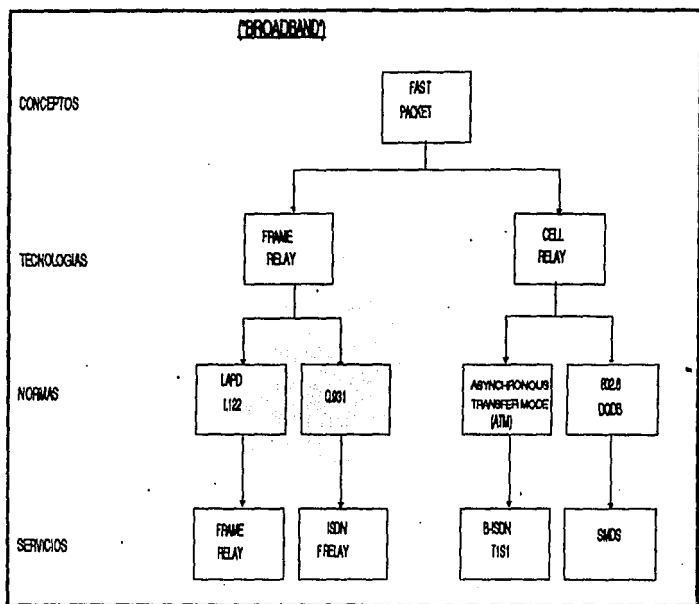 ("BROADBAND")
CONCEPTOS
FAST
PACKET
TECNOLOGIAS
FRAME
RELAY
CELL
RELAY
NORMAS
LAPD
I.122
Q.931
ASYNCHRONOUS
TRANSFER MODE
(ATM)
802.6
DQDB
SERVICIOS
FRAME
RELAY
ISDN
F RELAY
B-ISDN
T1S1
SMDS